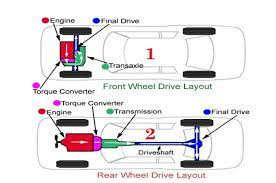 Engine
Final Drive
1
Transaxle
Torque Converter
Front Wheel Drive Layout
Torque Converter
Engine
Transmission
Final Drive
2
Driveshaft
Rear Wheel Drive Layout